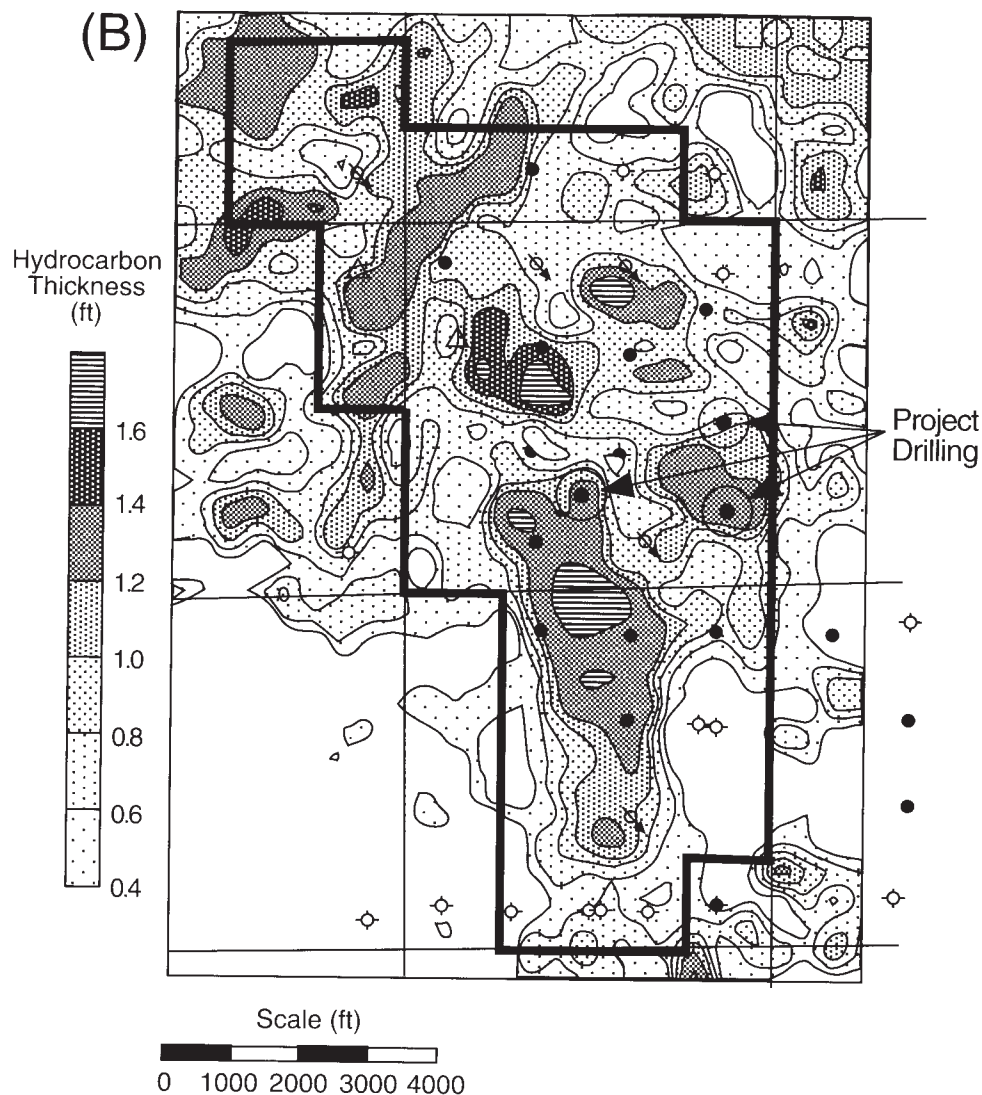 (B)
Hydrocarbon
Thickness
(ft)
1.6
1.4
1.2
1.0
0.8
0.6
0.4
Project
Drilling
Scale (ft)
0 1000 2000 3000 4000